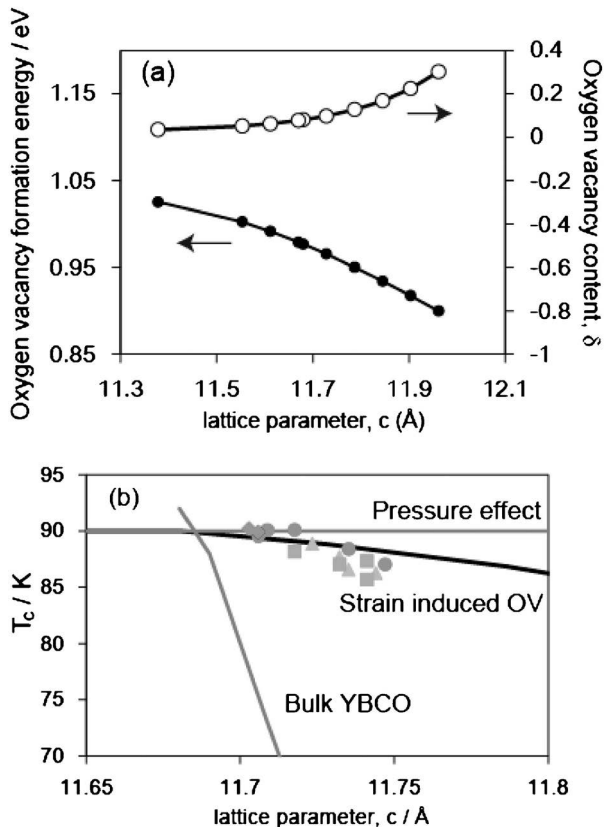 Oxygen vacancy formation energy / eV
(a)
1.15
1.05
0.95
0.85
0.4
0.2
0
-0.2
-0.4
-0.6
-0.8
-1
Oxygen vacancy content, δ
11.3 11.5 11.7 11.9 12.1
lattice parameter, c (Å)
(b)
T_c / K
95
90
85
80
75
70
Pressure effect
Strain induced OV
Bulk YBCO
11.65 11.7 11.75 11.8
lattice parameter, c / Å